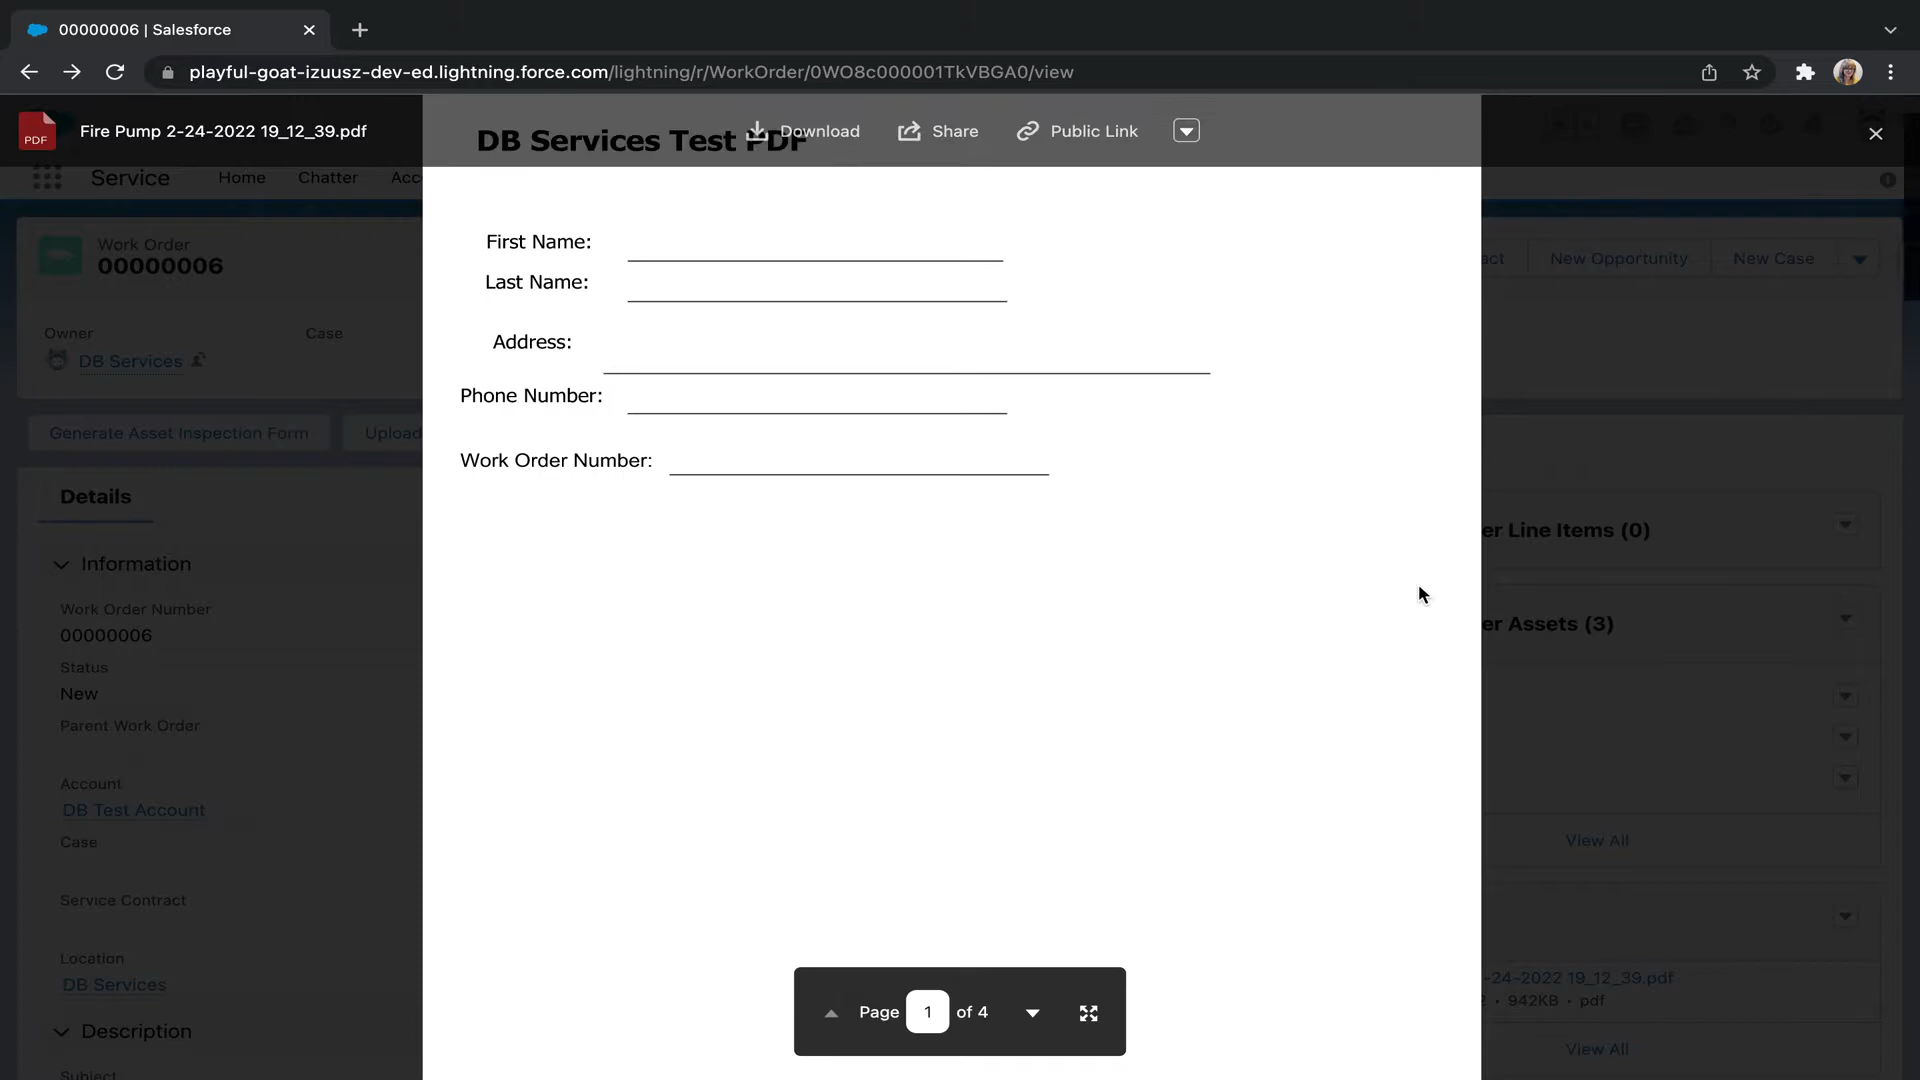 00000006 | Salesforce
playful-goat-izuusz-dev-ed.lightning.force.com/lightning/r/WorkOrder/0WO8c000001TkVBGA0/view
PDF
Fire Pump 2-24-2022 19_12_39.pdf
DB Services Test PDF
Download
Share
Public Link
Service
Home
Chatter
Acc
Work Order
00000006
New Opportunity
New Case
Owner
Case
DB Services
Generate Asset Inspection Form
Upload
Details
Information
Work Order Number
00000006
Status
New
Parent Work Order
Account
DB Test Account
Case
Service Contract
Location
DB Services
Description
Subject
First Name:
Last Name:
Address:
Phone Number:
Work Order Number:
er Line Items (0)
er Assets (3)
View All
-24-2022 19_12_39.pdf
• 942KB • pdf
View All
Page 1 of 4